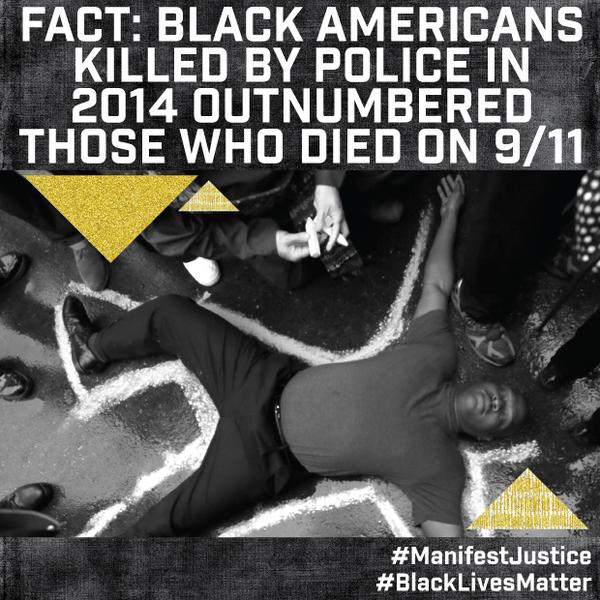 FACT: BLACK AMERICANS
KILLED BY POLICE IN
2014 OUTNUMBERED
THOSE WHO DIED ON 9/11
#ManifestJustice
#BlackLivesMatter